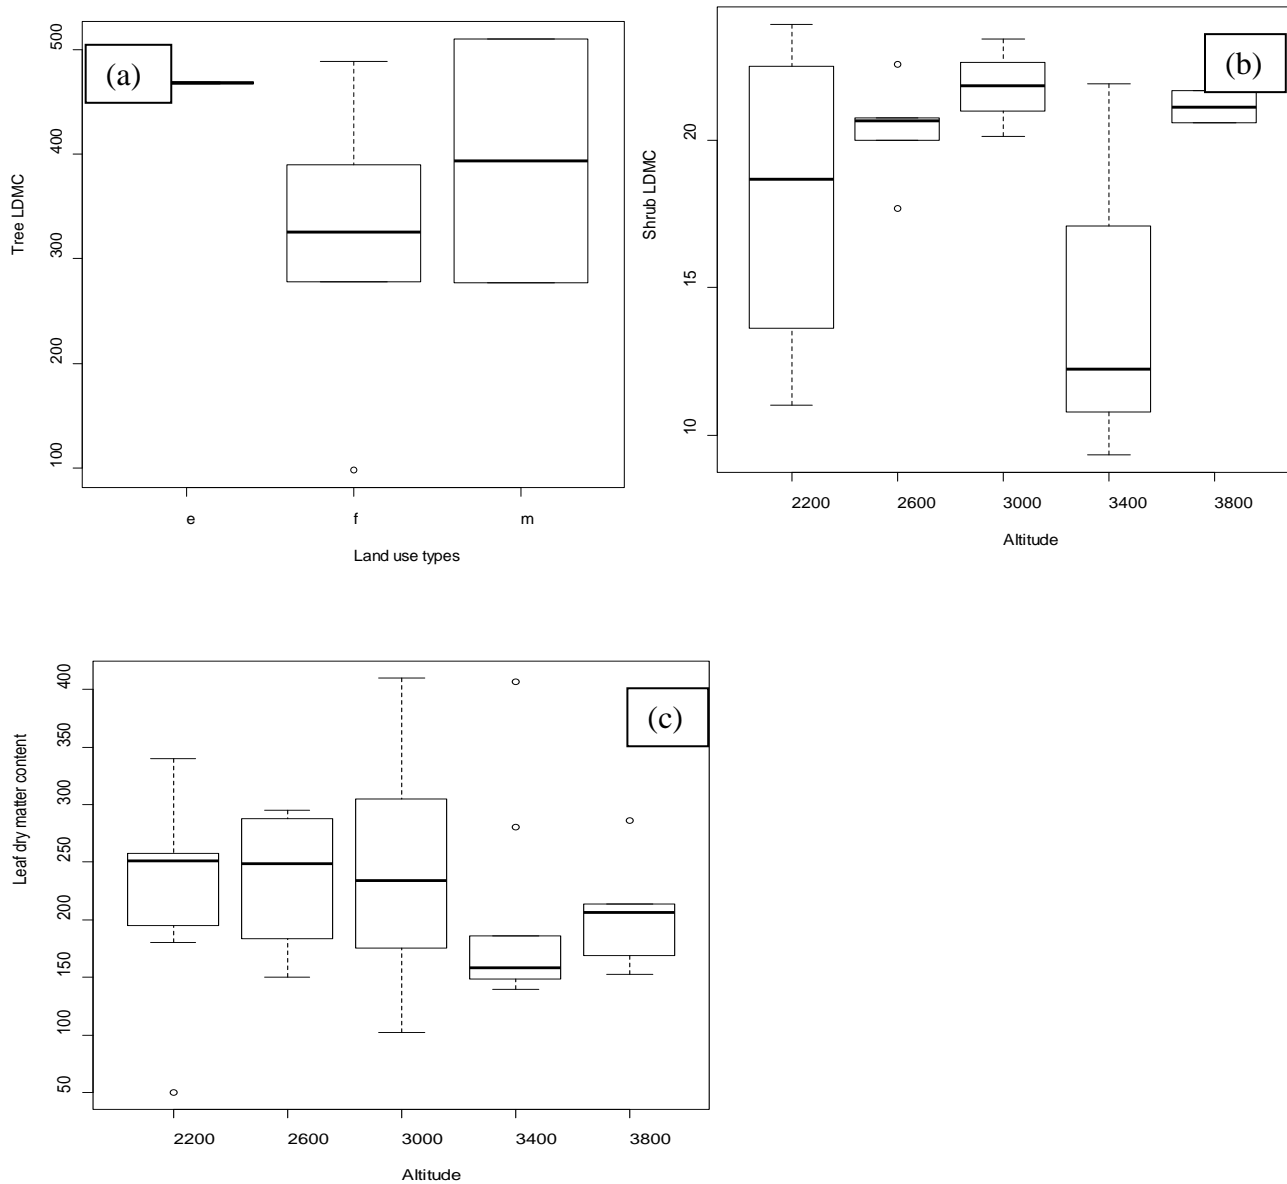 (a)
Tree LDMC
500
400
300
200
100
e f m
Land use types
(b)
Shrub LDMC
20
15
10
2200 2600 3000 3400 3800
Altitude
(c)
Leaf dry matter content
400
350
300
250
200
150
100
50
2200 2600 3000 3400 3800
Altitude